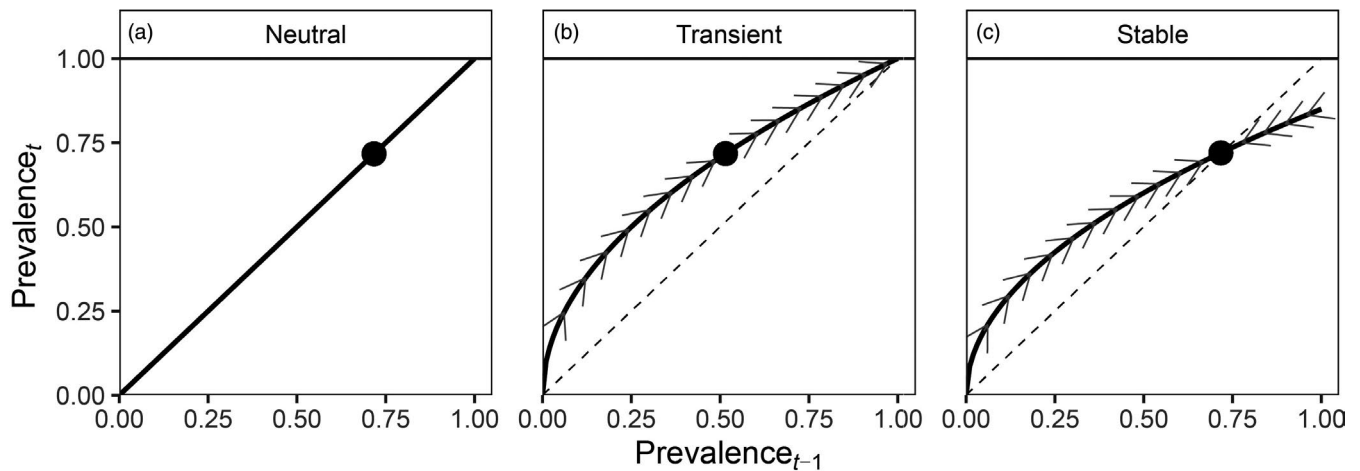 (a) Neutral
(b) Transient
(c) Stable
1.00
0.75
0.50
0.25
0.00
Prevalence_t
0.00 0.25 0.50 0.75 1.00
0.00 0.25 0.50 0.75 1.00
0.00 0.25 0.50 0.75 1.00
Prevalence_t−1